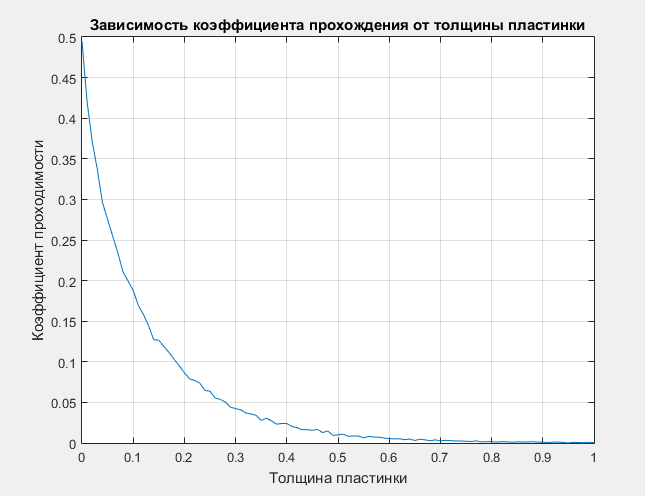 Зависимость коэффициента прохождения от толщины пластинки
0.5
0.45
0.4
0.35
0.3
0.25
0.2
0.15
0.1
0.05
0
Коэффициент проходимости
0 0.1 0.2 0.3 0.4 0.5 0.6 0.7 0.8 0.9 1
Толщина пластинки